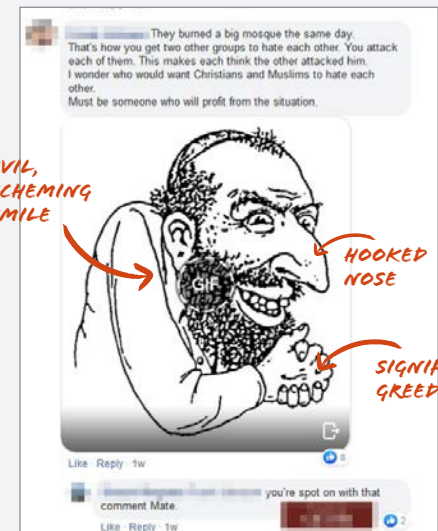 They burned a big mosque the same day.
That's how you get two other groups to hate each other. You attack
each of them. This makes each think the other attacked him.
I wonder who would want Christians and Muslims to hate each
other.
Must be someone who will profit from the situation.
VIL,
CHEMING
MILE
GIF
HOOKED
NOSE
SIGNIF
GREED
Like · Reply · 1w
8
you're spot on with that
comment Mate.
Like · Reply · 1w
2